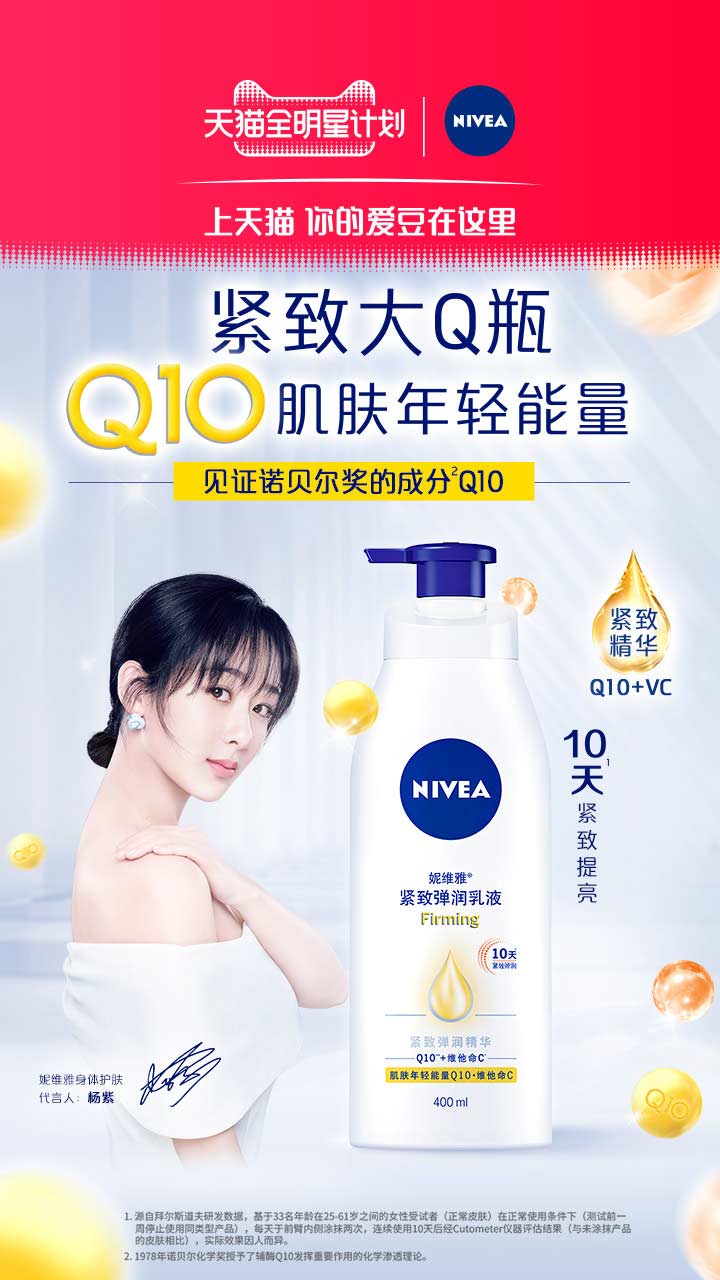 天猫全明星计划
NIVEA
上天猫 你的爱豆在这里
紧致大Q瓶
Q10 肌肤年轻能量
见证诺贝尔奖的成分²Q10
紧致
精华
Q10+VC
10
天¹
紧致提亮
NIVEA
妮维雅®
紧致弹润乳液
Firming
10天
紧致弹润
紧致弹润精华
Q10**+维他命C*
肌肤年轻能量Q10·维他命C
400 ml
妮维雅身体护肤
代言人：杨紫
Q10
Q10
1. 源自拜尔斯道夫研发数据，基于33名年龄在25-61岁之间的女性受试者（正常皮肤）在正常使用条件下（测试前一
周停止使用同类型产品），每天于前臂内侧涂抹两次，连续使用10天后经Cutometer仪器评估结果（与未涂抹产品
的皮肤相比），实际效果因人而异。
2. 1978年诺贝尔化学奖授予了辅酶Q10发挥重要作用的化学渗透理论。